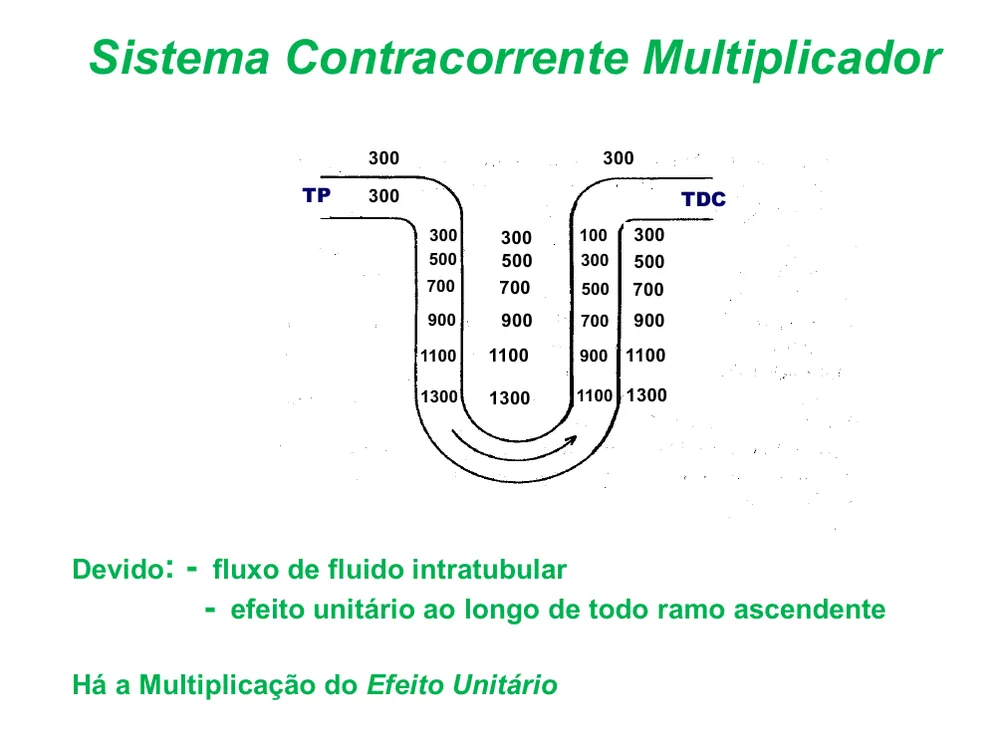 Sistema Contracorrente Multiplicador
300 300
TP 300 TDC
300 300 100 300
500 500 300 500
700 700 500 700
900 900 700 900
1100 1100 900 1100
1300 1300 1100 1300
Devido: - fluxo de fluido intratubular
- efeito unitário ao longo de todo ramo ascendente
Há a Multiplicação do Efeito Unitário